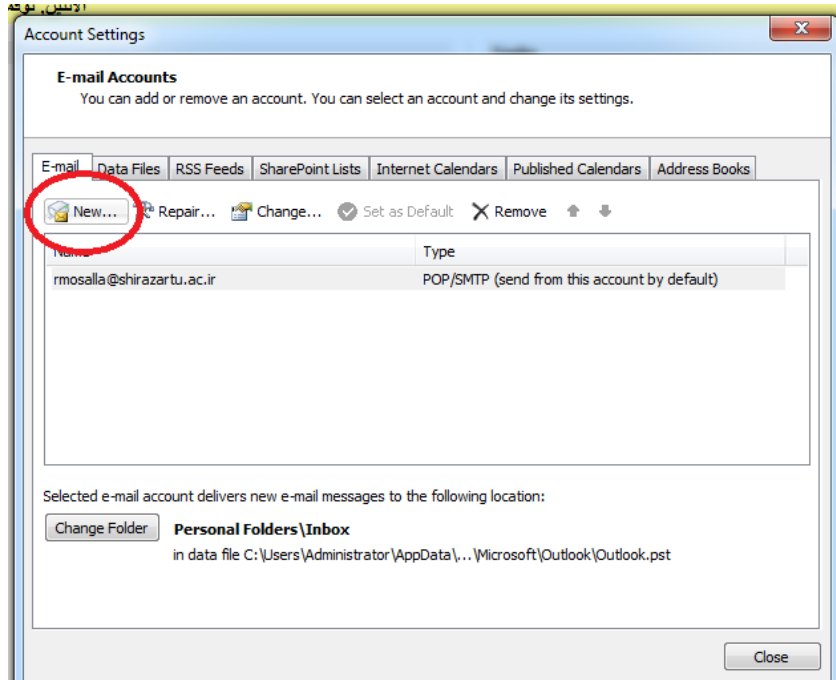 الاثنين,
Account Settings
E-mail Accounts
You can add or remove an account. You can select an account and change its settings.
E-mail Data Files RSS Feeds SharePoint Lists Internet Calendars Published Calendars Address Books
New... Repair... Change... Set as Default Remove
Name Type
rmosalla@shirazartu.ac.ir POP/SMTP (send from this account by default)
Selected e-mail account delivers new e-mail messages to the following location:
Change Folder Personal Folders\Inbox
in data file C:\Users\Administrator\AppData\...\Microsoft\Outlook\Outlook.pst
Close